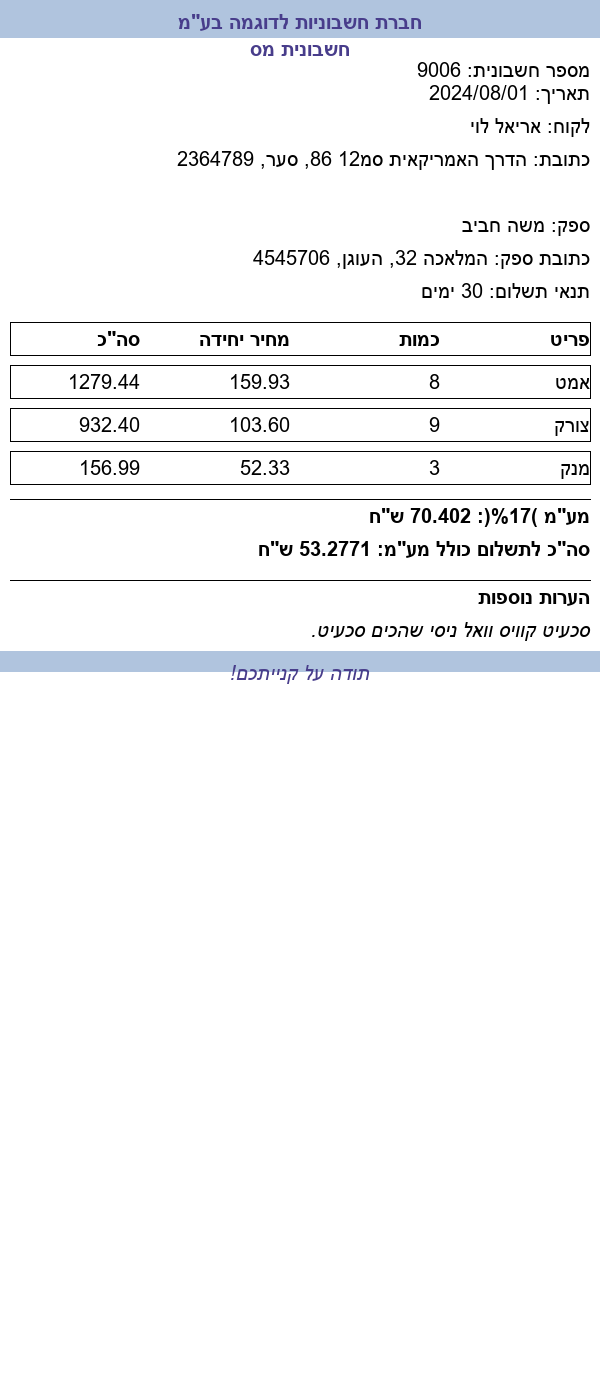 חברת חשבוניות לדוגמה בע"מ
חשבונית מס
מספר חשבונית: 9006
תאריך: 2024/08/01
לקוח: אריאל לוי
כתובת: הדרך האמריקאית סמ12 86, סער, 2364789
ספק: משה חביב
כתובת ספק: המלאכה 32, העוגן, 4545706
תנאי תשלום: 30 ימים
פריט כמות מחיר יחידה סה"כ
אמט 8 159.93 1279.44
צורק 9 103.60 932.40
מנק 3 52.33 156.99
מע"מ )17%(: 70.402 ש"ח
סה"כ לתשלום כולל מע"מ: 53.2771 ש"ח
הערות נוספות
סכעיט קוויס וואל ניסי שהכים סכעיט.
תודה על קנייתכם!